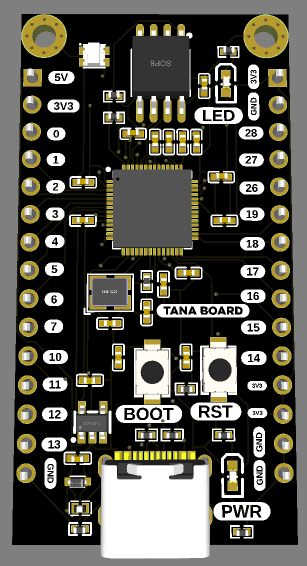 5V
SOP8
3V3
3V3
GND
LED
0
28
1
27
2
26
3
19
4
18
5
17
6
16
TANA BOARD
7
15
10
14
11
3V3
12
BOOT
RST
3V3
13
GND
GND
GND
PWR